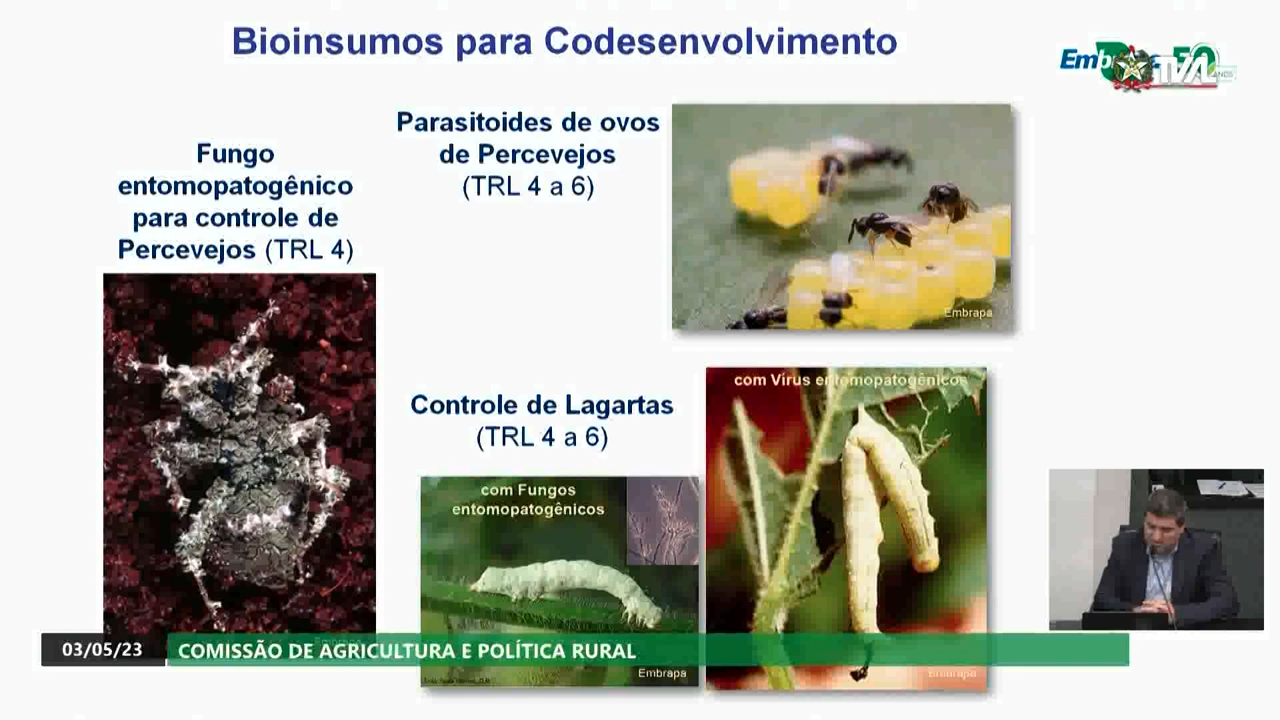 Bioinsumos para Codesenvolvimento
Fungo
entomopatogênico
para controle de
Percevejos (TRL 4)
Parasitoides de ovos
de Percevejos
(TRL 4 a 6)
Embrapa
Controle de Lagartas
(TRL 4 a 6)
com Fungos
entomopatogênicos
Embrapa
com Vírus entomopatogênicos
Embrapa
TVAL
03/05/23
COMISSÃO DE AGRICULTURA E POLÍTICA RURAL